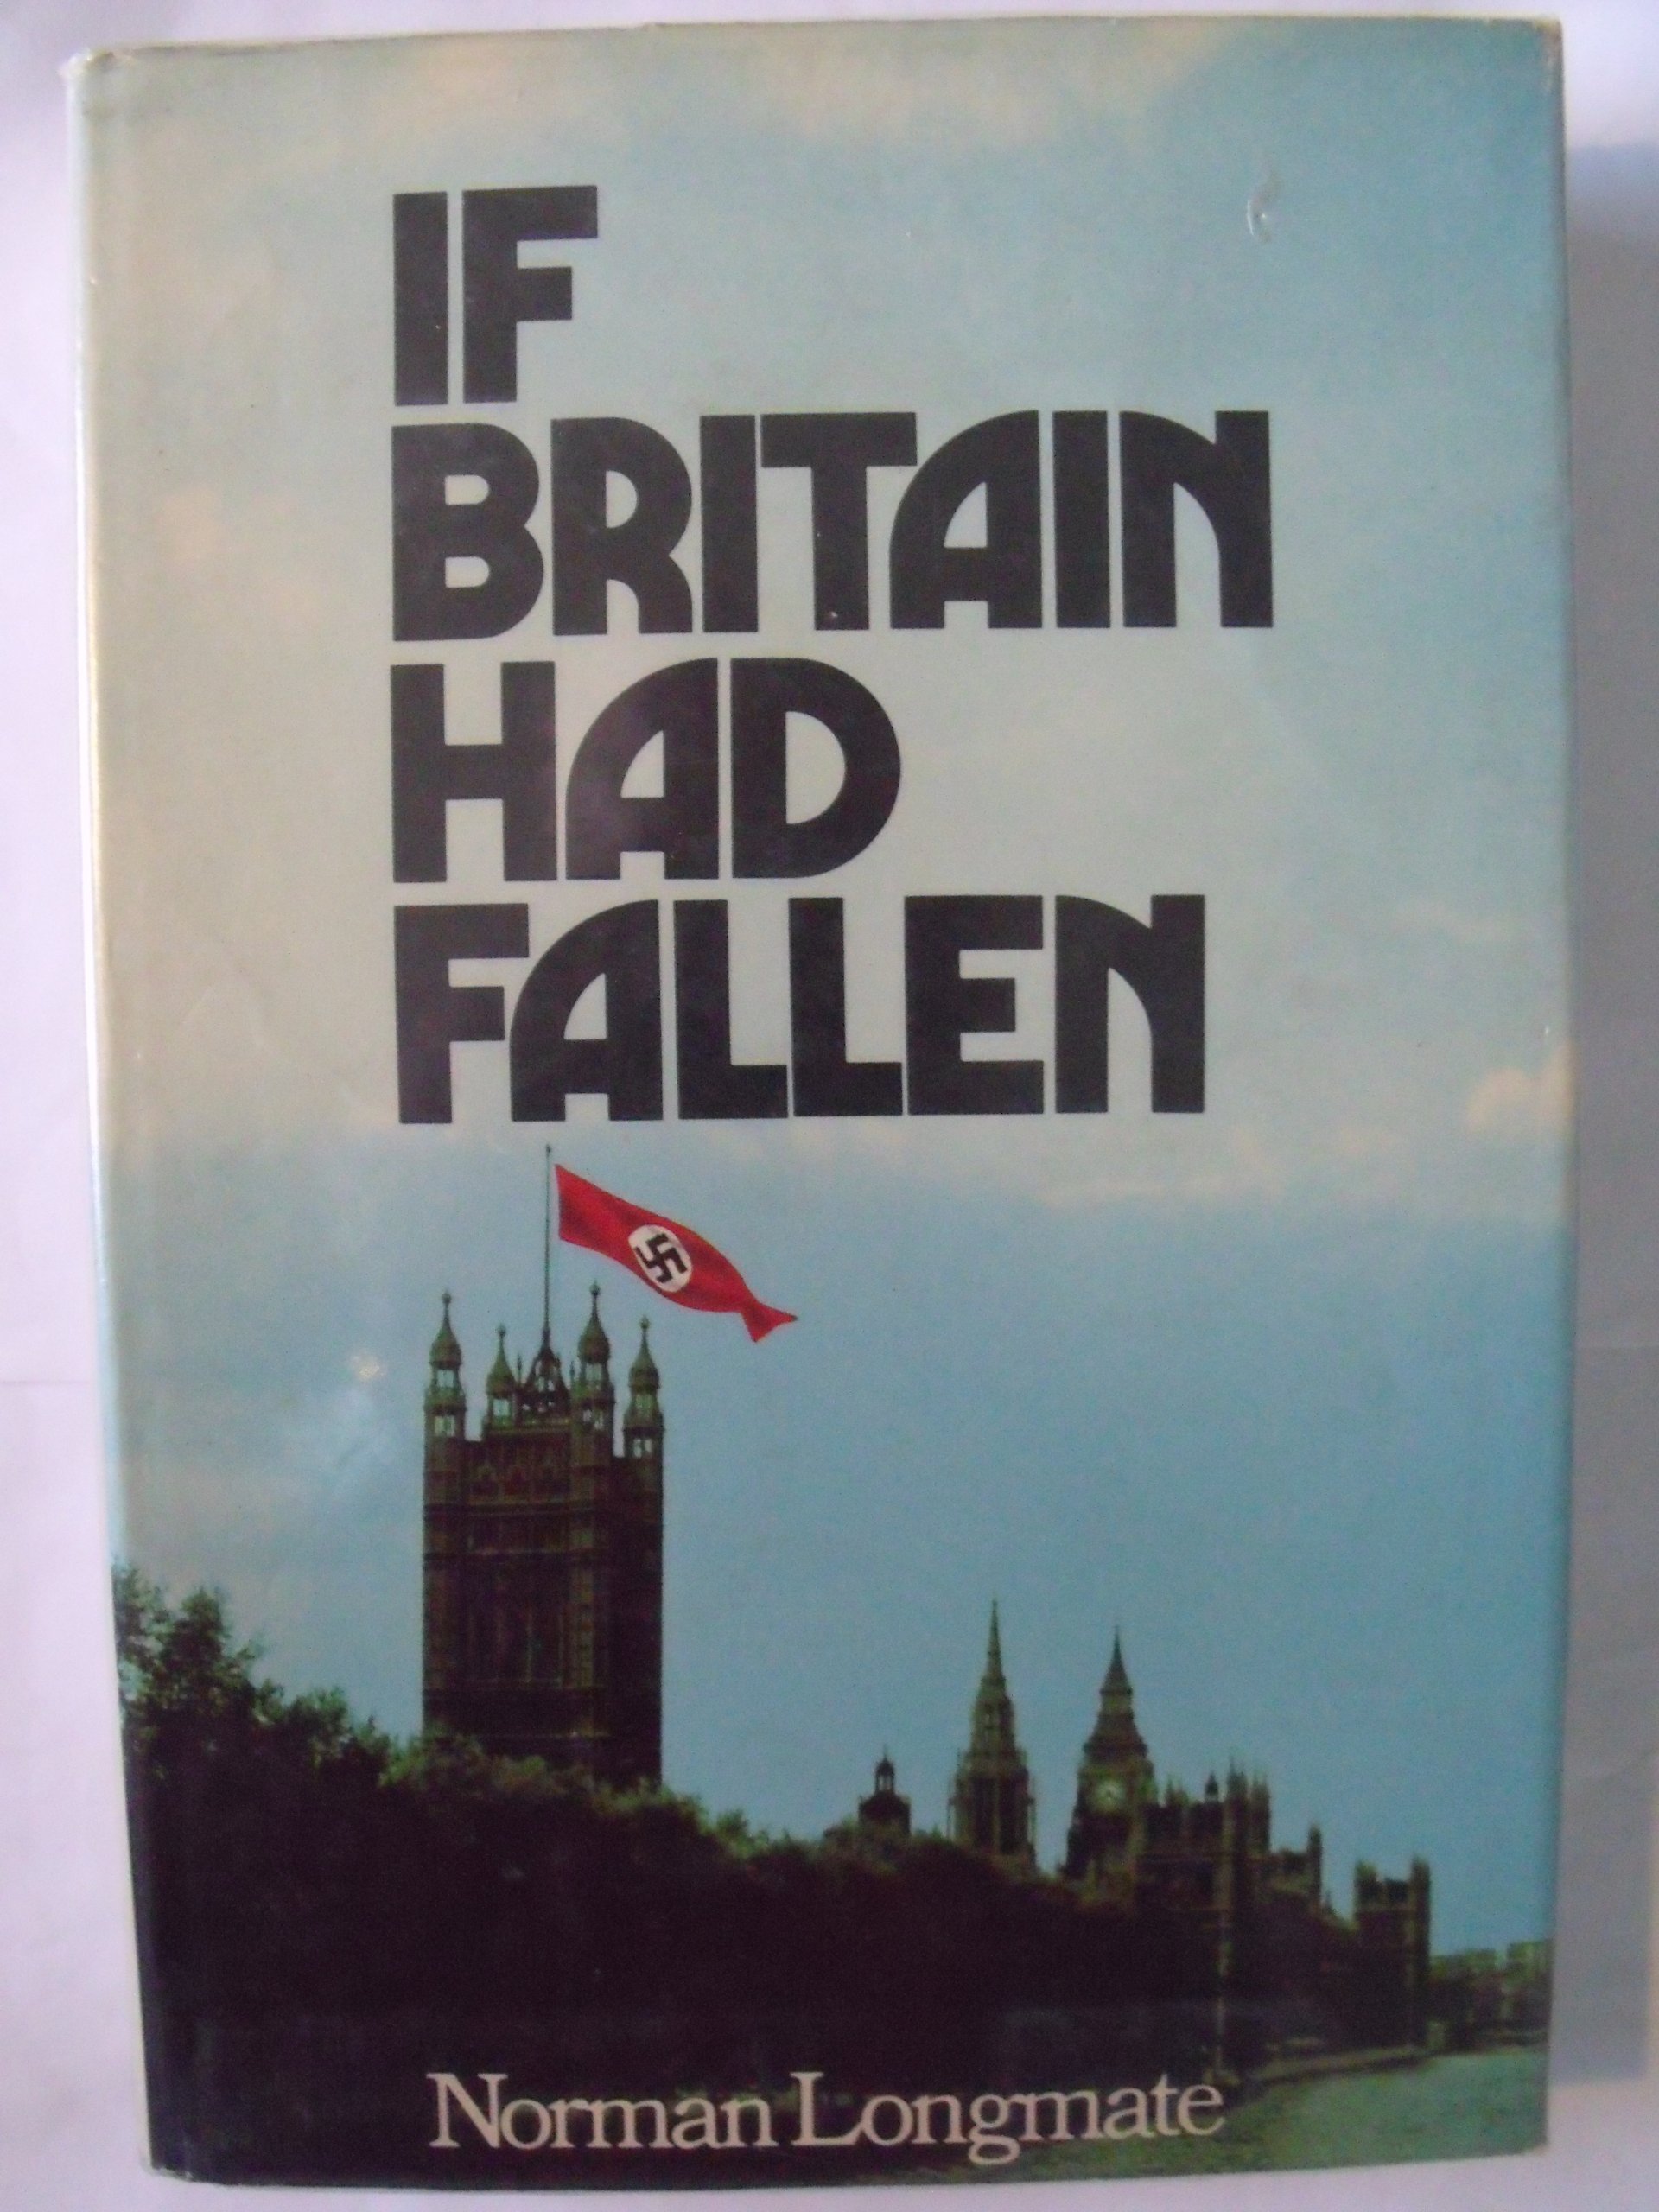 IF
BRITAIN
HAD
FALLEN
Norman Longmate